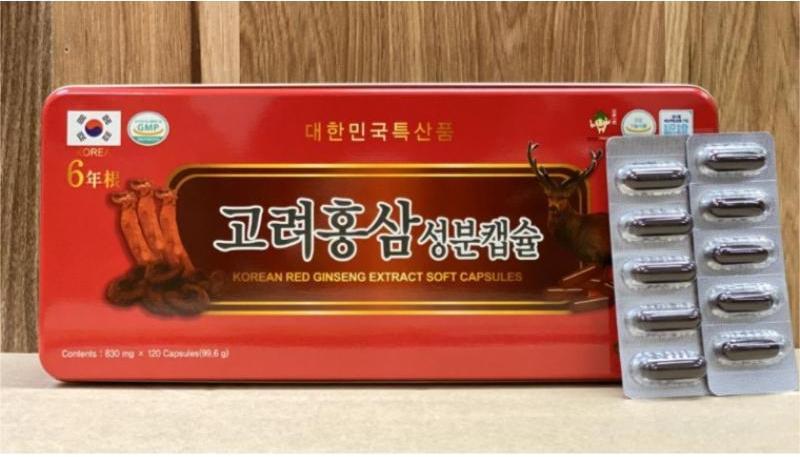 대한민국특산품
GMP
KOREA
6年根
고려홍삼성분캡슐
KOREAN RED GINSENG EXTRACT SOFT CAPSULES
Contents : 830 mg × 120 Capsules(99,6 g)